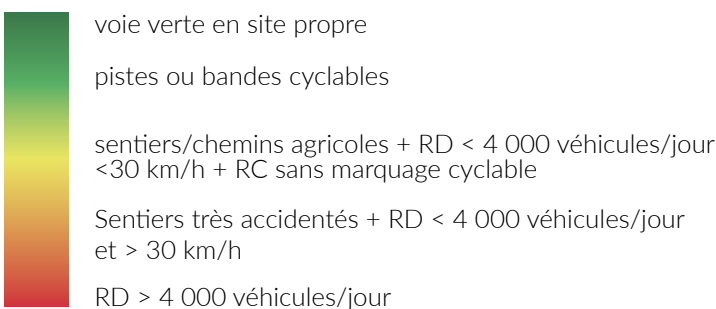 voie verte en site propre
pistes ou bandes cyclables
sentiers/chemins agricoles + RD < 4 000 véhicules/jour
<30 km/h + RC sans marquage cyclable
Sentiers très accidentés + RD < 4 000 véhicules/jour
et > 30 km/h
RD > 4 000 véhicules/jour